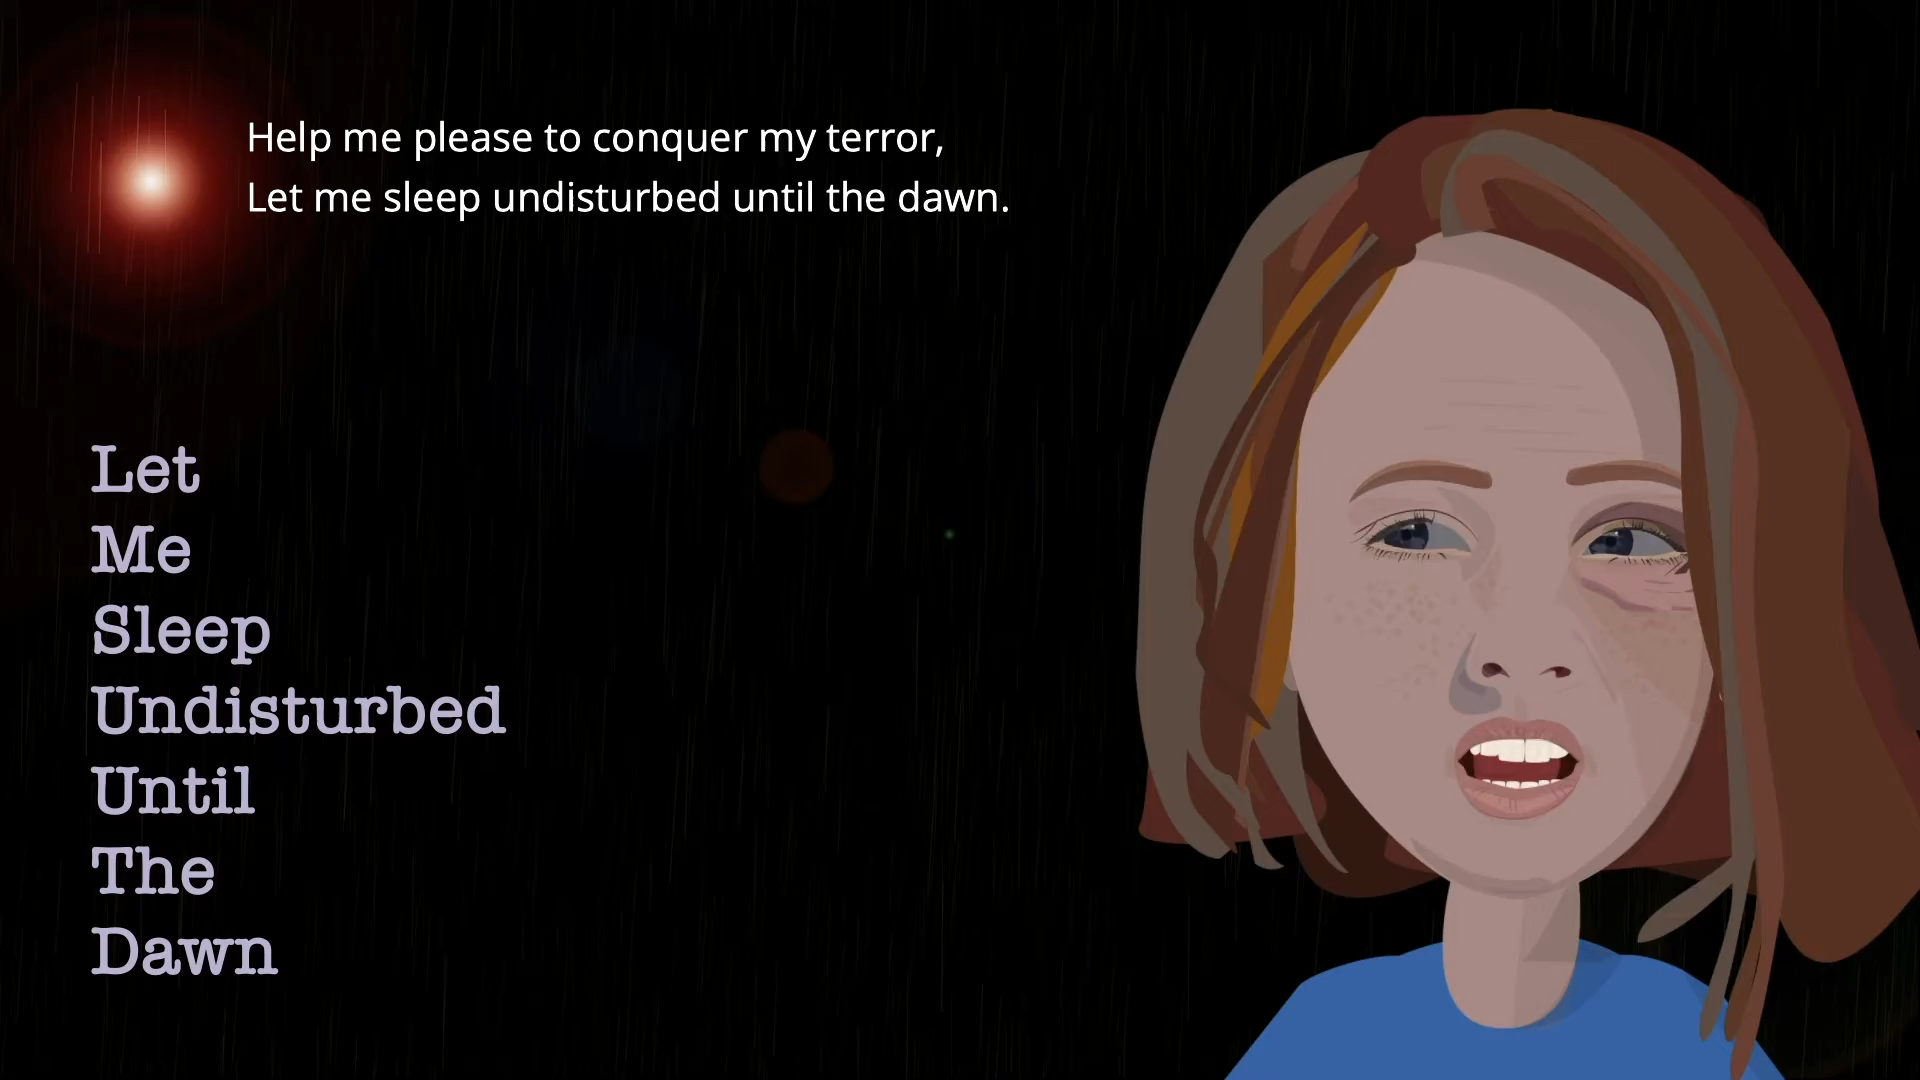 Help me please to conquer my terror,
Let me sleep undisturbed until the dawn.
Let
Me
Sleep
Undisturbed
Until
The
Dawn